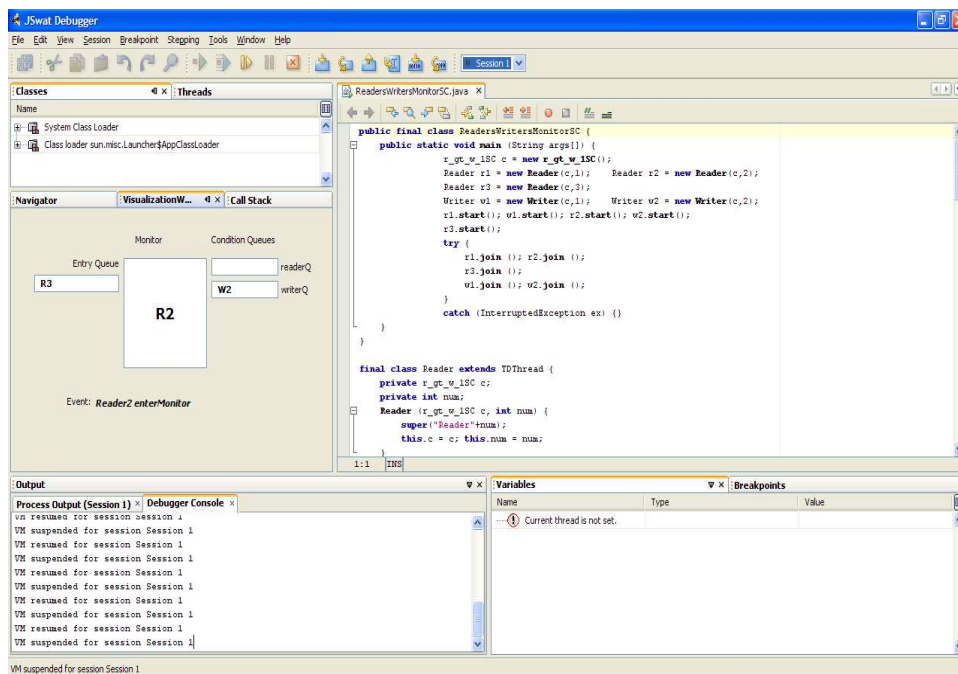 JSwat Debugger
File Edit View Session Breakpoint Stepping Tools Window Help
Session 1
Classes Threads
Name
System Class Loader
Class loader sun.misc.Launcher$AppClassLoader
Navigator VisualizationW... Call Stack
Monitor Condition Queues
Entry Queue readerQ
R3 W2 writerQ
R2
Event: Reader2 enterMonitor
ReadersWritersMonitorSC.java
public final class ReadersWritersMonitorSC {
public static void main (String args[]) {
r_gt_w_1SC c = new r_gt_w_1SC();
Reader r1 = new Reader(c,1); Reader r2 = new Reader(c,2);
Reader r3 = new Reader(c,3);
Writer w1 = new Writer(c,1); Writer w2 = new Writer(c,2);
r1.start(); w1.start(); r2.start(); w2.start();
r3.start();
try {
r1.join (); r2.join ();
r3.join ();
w1.join (); w2.join ();
}
catch (InterruptedException ex) {}
}
}
final class Reader extends TDThread {
private r_gt_w_1SC c;
private int num;
Reader (r_gt_w_1SC c, int num) {
super("Reader"+num);
this.c = c; this.num = num;
}
1:1 INS
Output
Process Output (Session 1) Debugger Console
VM resumed for session Session 1
VM suspended for session Session 1
VM resumed for session Session 1
VM suspended for session Session 1
VM resumed for session Session 1
VM suspended for session Session 1
VM resumed for session Session 1
VM suspended for session Session 1
VM resumed for session Session 1
VM suspended for session Session 1
Variables Breakpoints
Name Type Value
Current thread is not set.
VM suspended for session Session 1